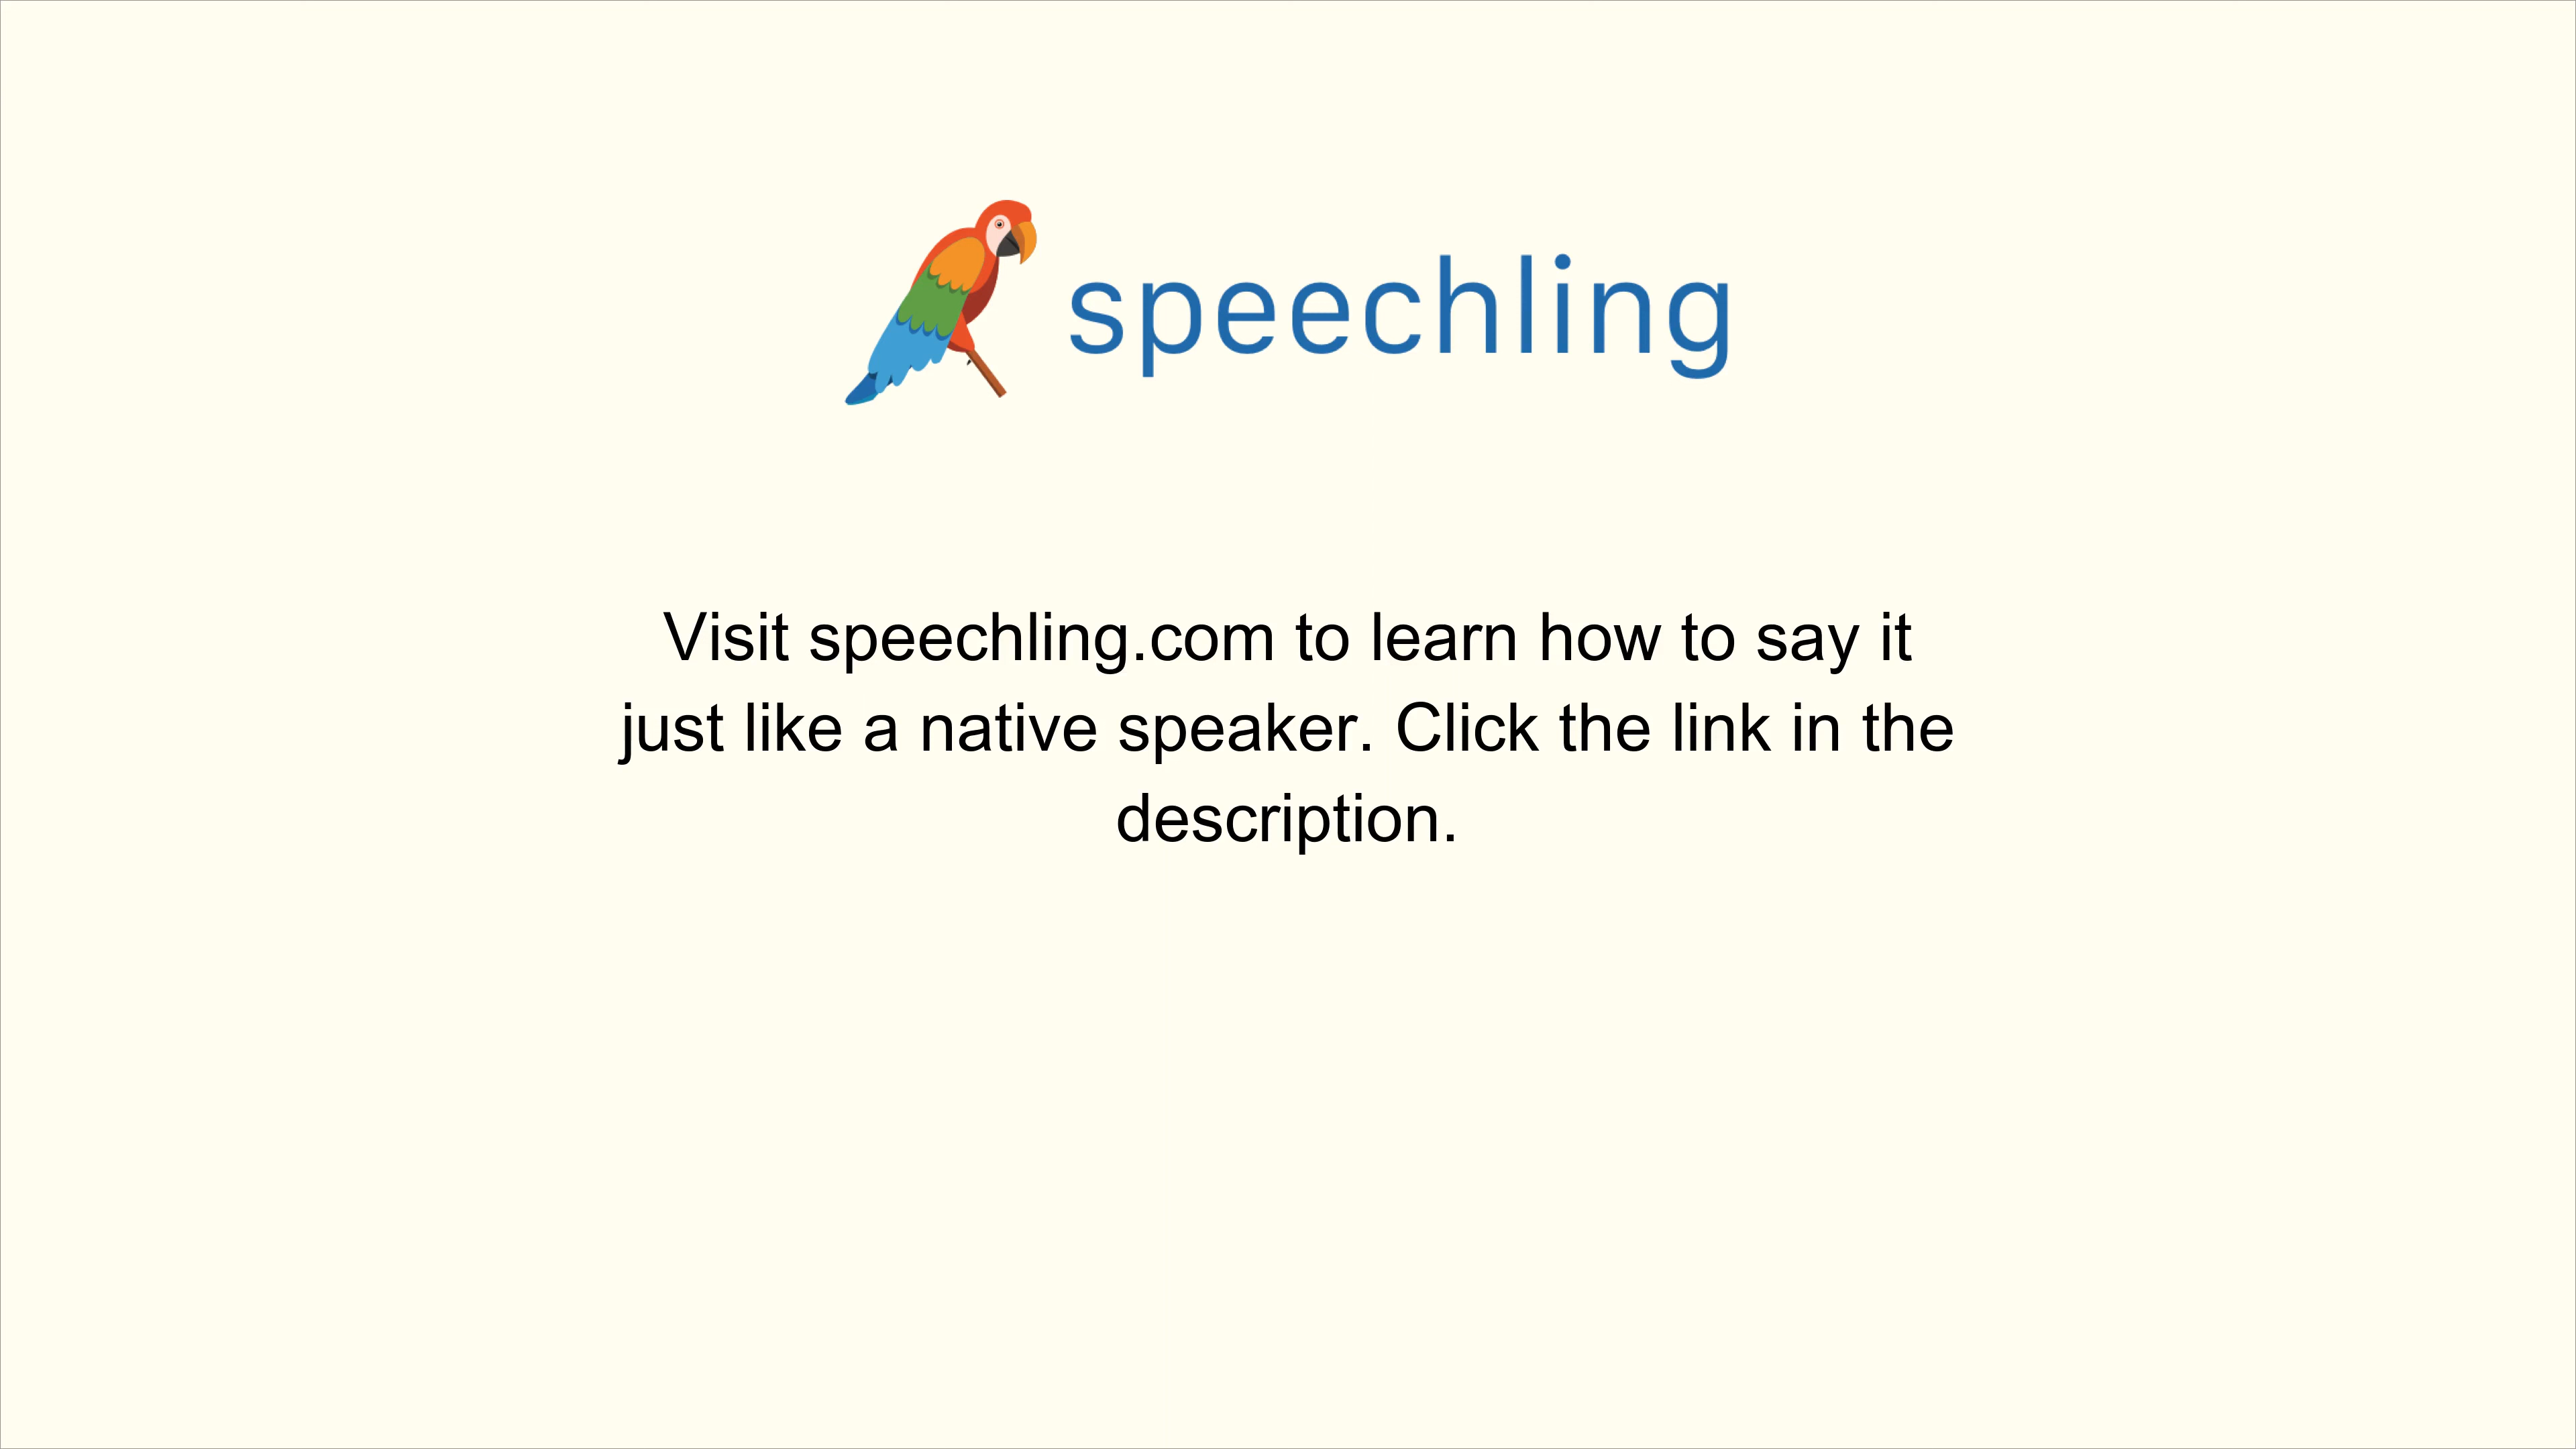 speechling
Visit speechling.com to learn how to say it
just like a native speaker. Click the link in the
description.